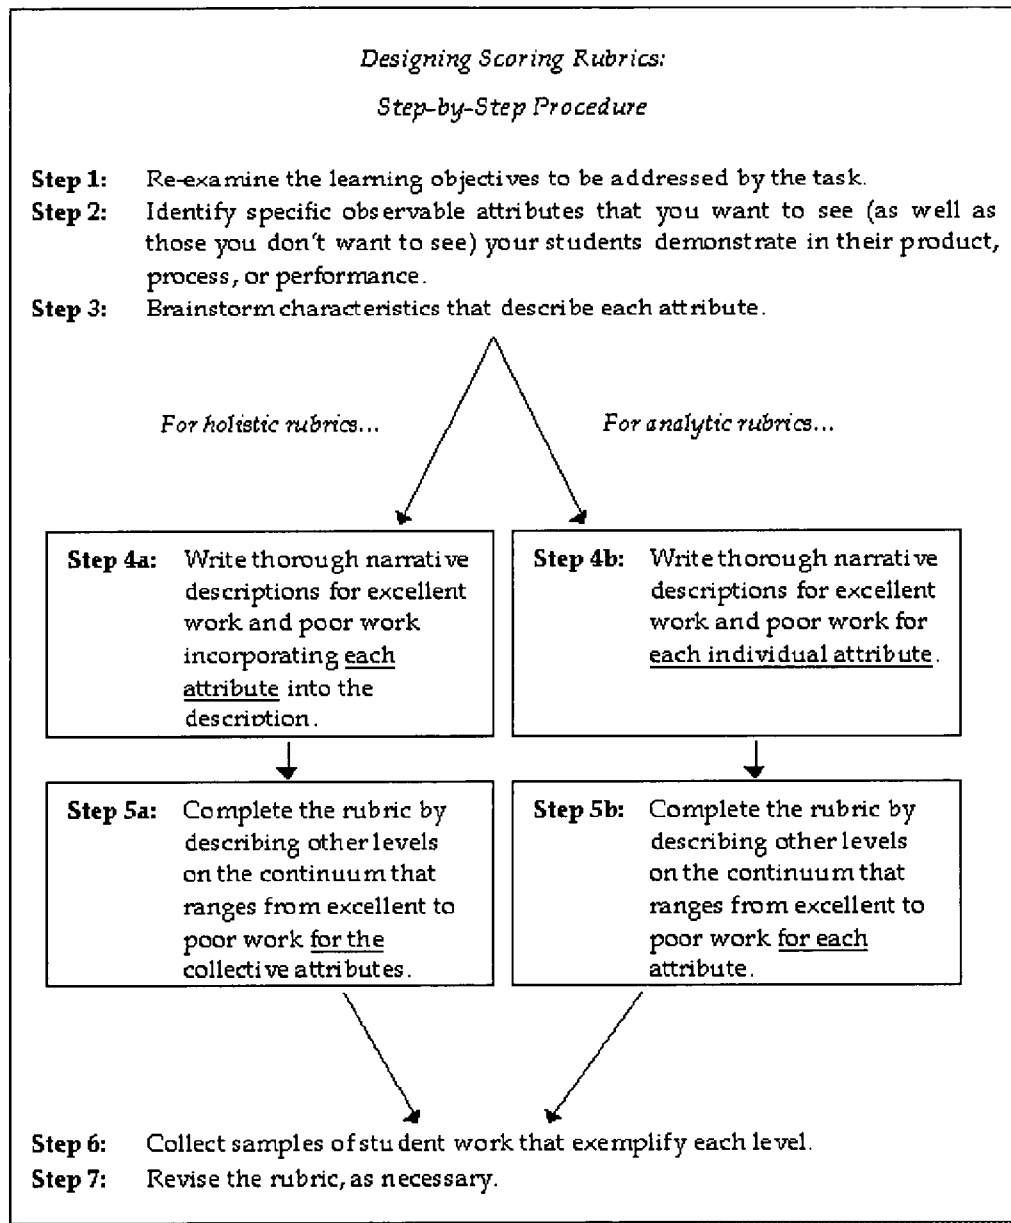 Designing Scoring Rubrics:
Step-by-Step Procedure
Step 1: Re-examine the learning objectives to be addressed by the task.
Step 2: Identify specific observable attributes that you want to see (as well as
those you don't want to see) your students demonstrate in their product,
process, or performance.
Step 3: Brainstorm characteristics that describe each attribute.
For holistic rubrics...
For analytic rubrics...
Step 4a: Write thorough narrative
descriptions for excellent
work and poor work
incorporating each
attribute into the
description.
Step 4b: Write thorough narrative
descriptions for excellent
work and poor work for
each individual attribute.
Step 5a: Complete the rubric by
describing other levels
on the continuum that
ranges from excellent to
poor work for the
collective attributes.
Step 5b: Complete the rubric by
describing other levels
on the continuum that
ranges from excellent to
poor work for each
attribute.
Step 6: Collect samples of student work that exemplify each level.
Step 7: Revise the rubric, as necessary.